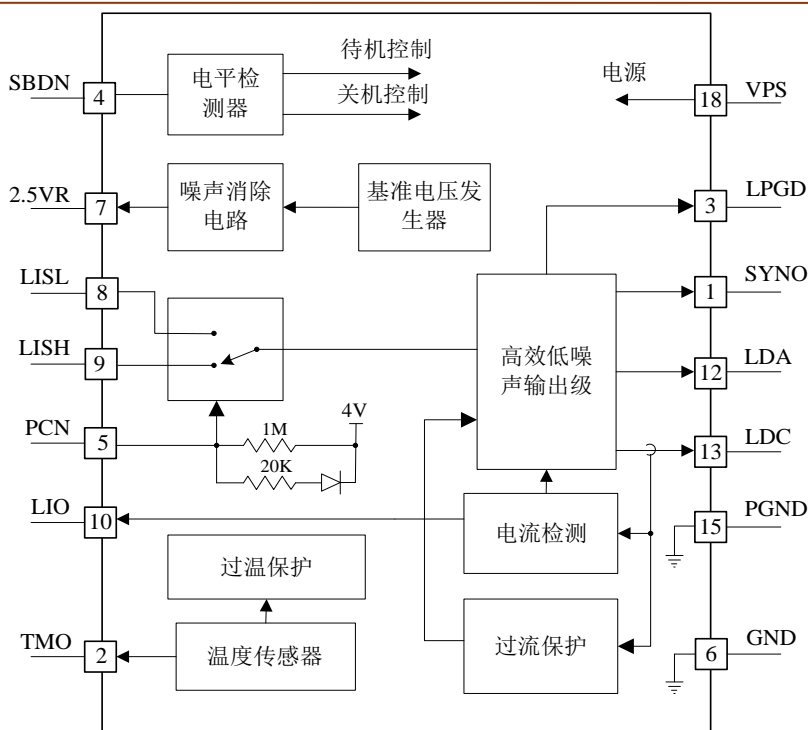 SBDN
4
电平检
测器
待机控制
关机控制
电源
18
VPS
2.5VR
7
噪声消除
电路
基准电压发
生器
3
LPGD
LISL
8
1
SYNO
LISH
9
高效低噪
声输出级
12
LDA
PCN
5
1M
4V
20K
13
LDC
LIO
10
电流检测
15
PGND
过温保护
TMO
2
温度传感器
过流保护
6
GND